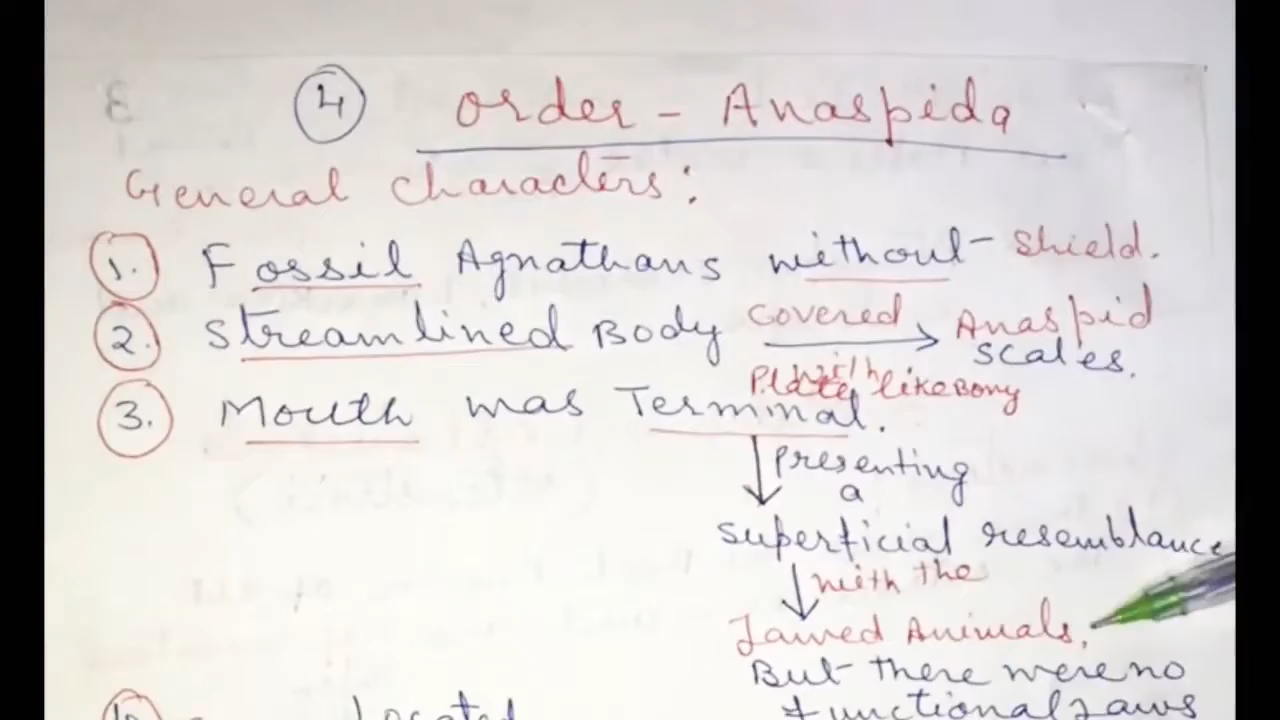 4 Order - Anaspida
General Characters:
1. Fossil Agnathans without - Shield.
2. Streamlined Body covered with → Anaspid
Plate like Bony scales.
3. Mouth was Terminal.
↓ presenting
a
superficial resemblance
↓ with the
Jawed Animals.
But there were no
functional Jaws
Located